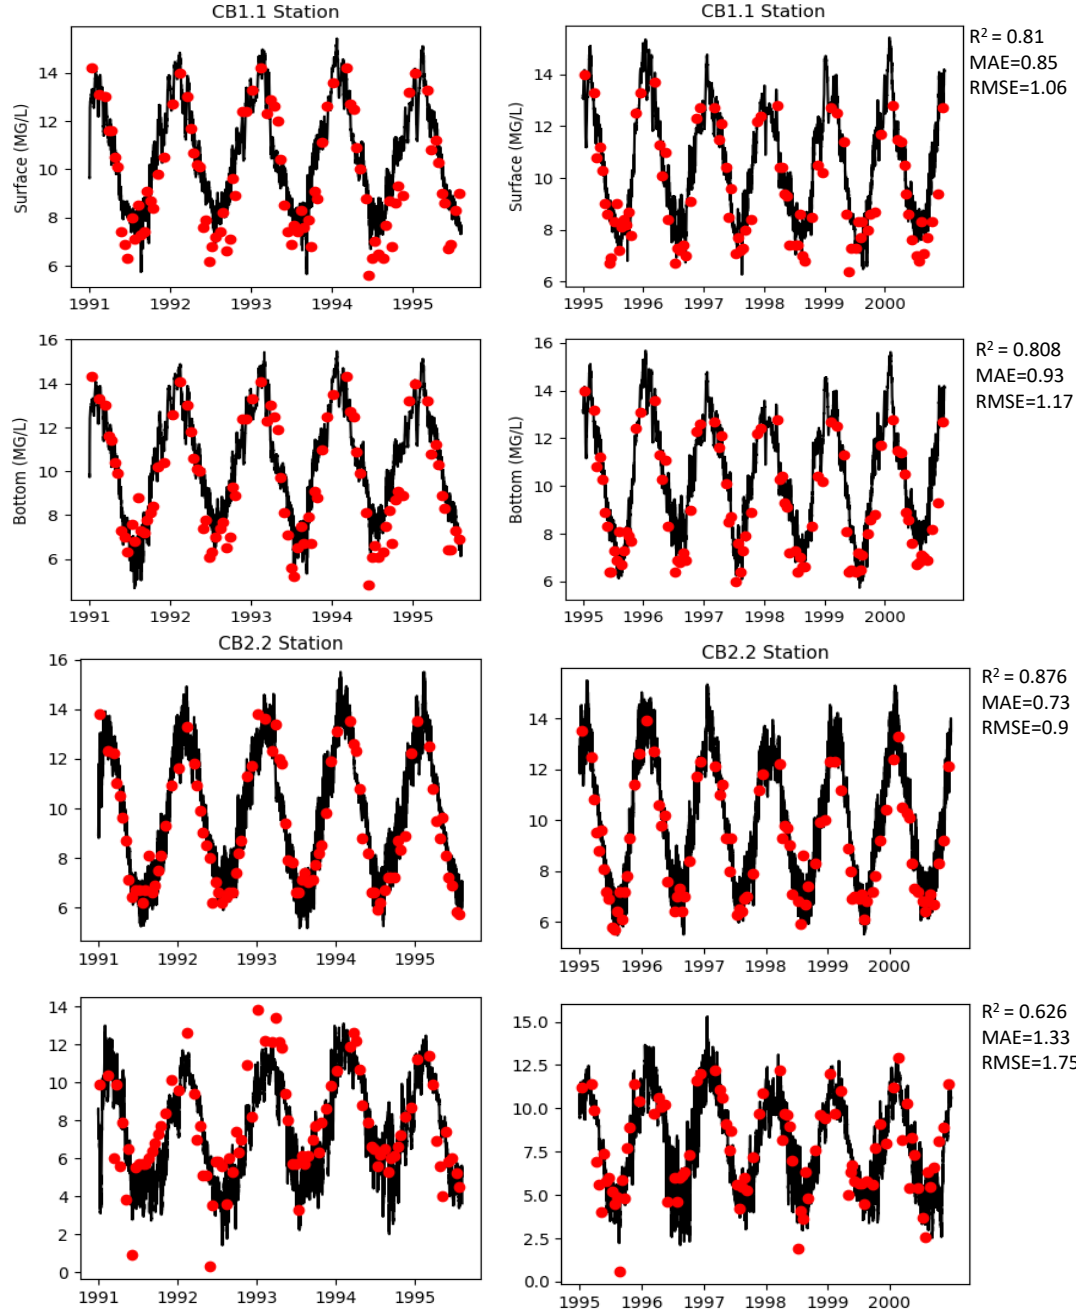 CB1.1 Station
CB1.1 Station
14
12
10
8
6
Surface (MG/L)
1991 1992 1993 1994 1995
14
12
10
8
6
Surface (MG/L)
1995 1996 1997 1998 1999 2000
R² = 0.81
MAE=0.85
RMSE=1.06
16
14
12
10
8
6
Bottom (MG/L)
1991 1992 1993 1994 1995
16
14
12
10
8
6
Bottom (MG/L)
1995 1996 1997 1998 1999 2000
R² = 0.808
MAE=0.93
RMSE=1.17
CB2.2 Station
CB2.2 Station
16
14
12
10
8
6
1991 1992 1993 1994 1995
14
12
10
8
6
1995 1996 1997 1998 1999 2000
R² = 0.876
MAE=0.73
RMSE=0.9
14
12
10
8
6
4
2
0
1991 1992 1993 1994 1995
15.0
12.5
10.0
7.5
5.0
2.5
0.0
1995 1996 1997 1998 1999 2000
R² = 0.626
MAE=1.33
RMSE=1.75